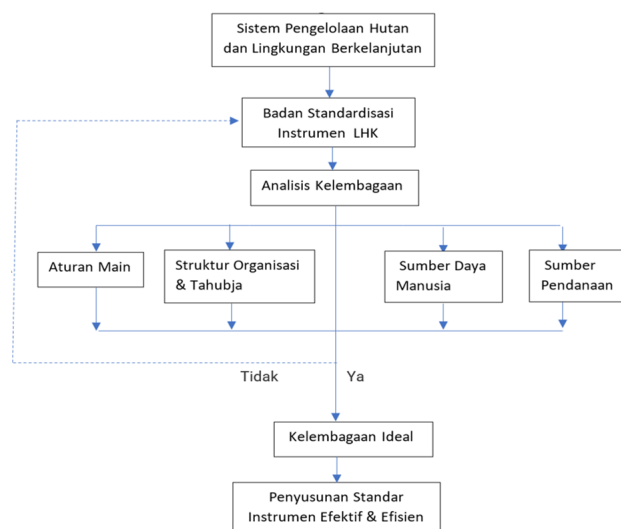 Sistem Pengelolaan Hutan
dan Lingkungan Berkelanjutan
Badan Standardisasi
Instrumen LHK
Analisis Kelembagaan
Aturan Main
Struktur Organisasi
& Tahubja
Sumber Daya
Manusia
Sumber
Pendanaan
Tidak
Ya
Kelembagaan Ideal
Penyusunan Standar
Instrumen Efektif & Efisien